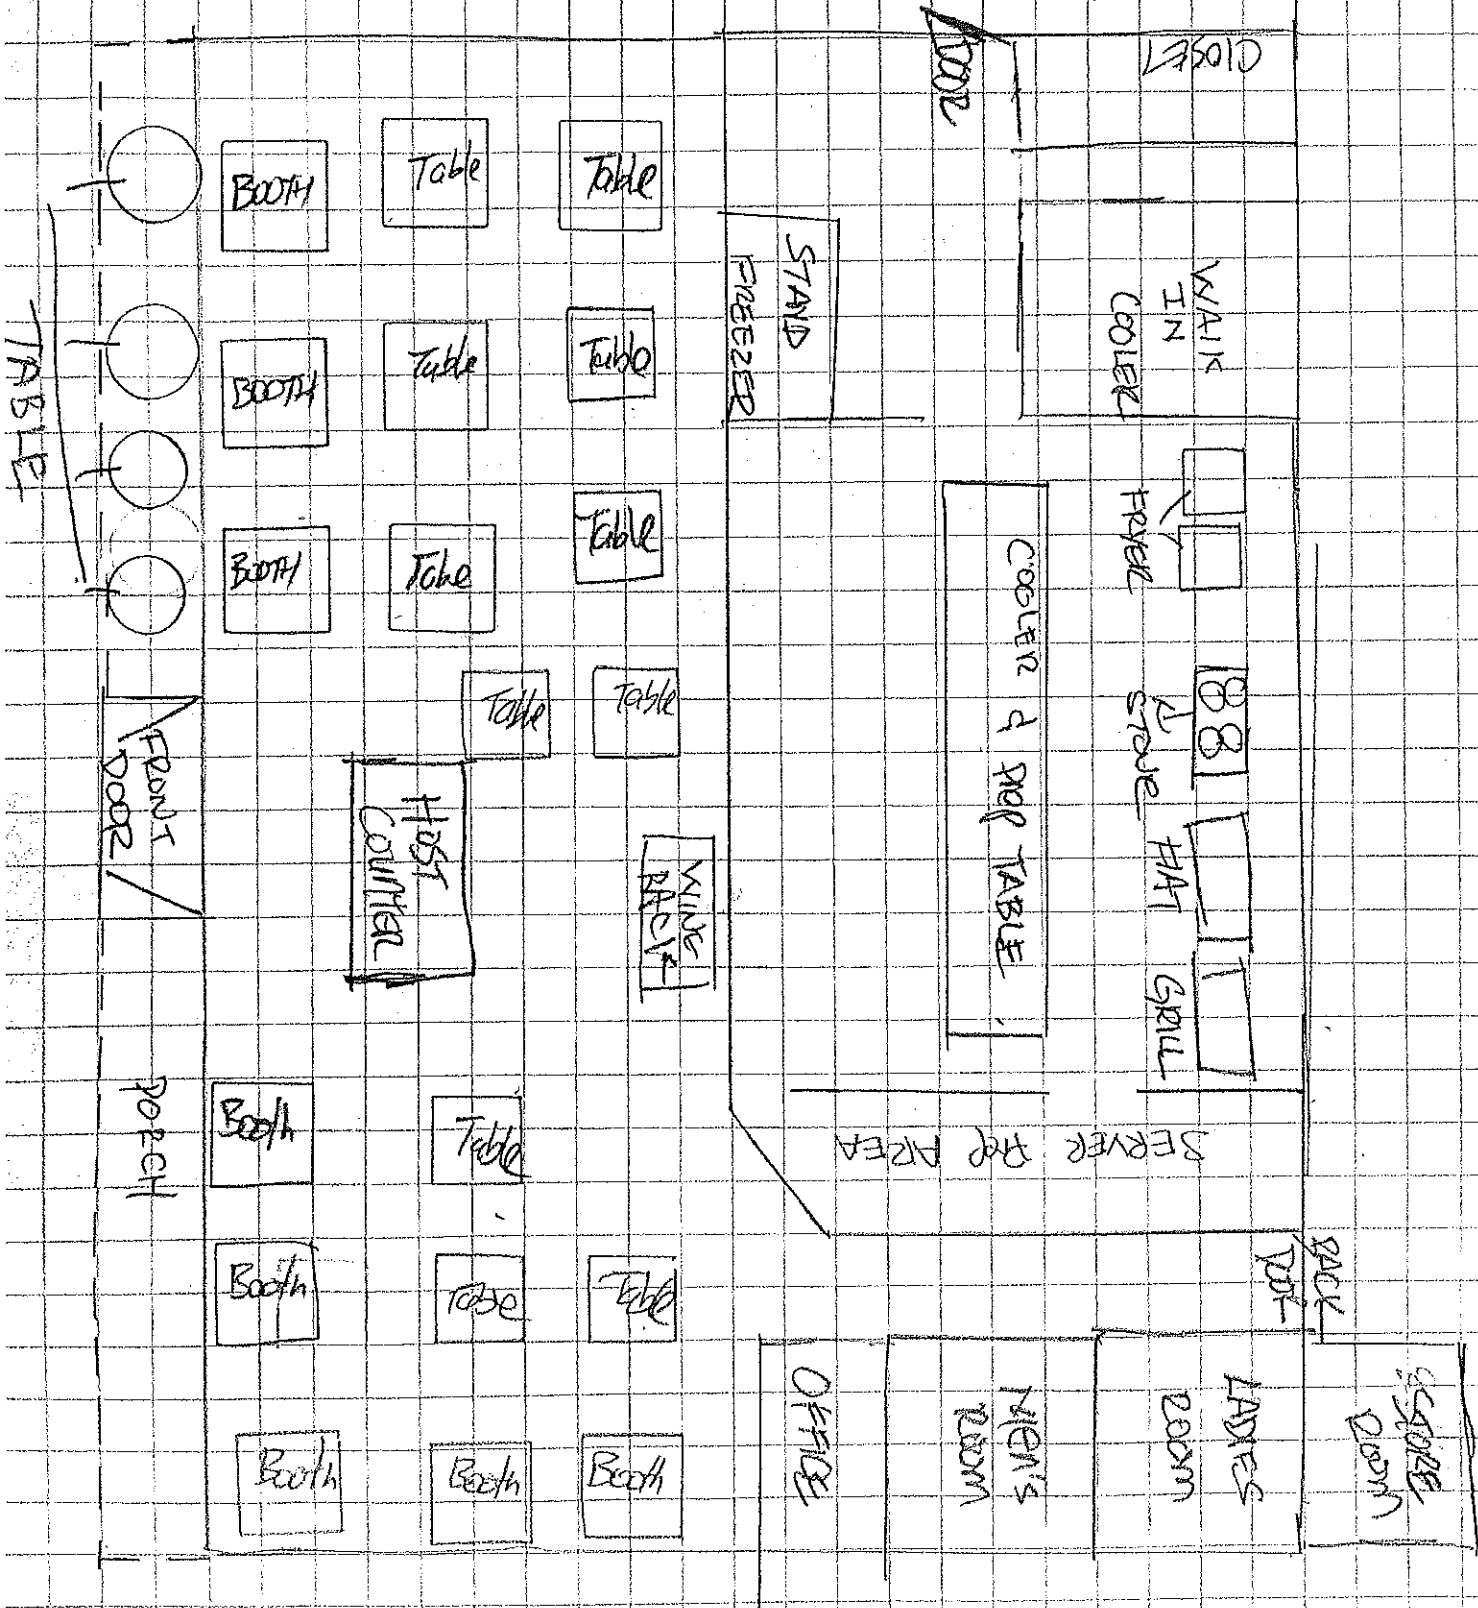 DOOR
CLOSET
BOOTH
Table
Table
STAND
FREEZER
WALK
IN
COOLER
TABLE
BOOTH
Table
Table
BOOTH
Table
Table
FRYER
COOLER & Prep TABLE
Table
Table
STOVE
FRONT
DOOR
HOST
COUNTER
WINE
RACK
HAT
GRILL
PORCH
Booth
Table
SERVER Prep AREA
Booth
Table
Table
BACK
DOOR
Booth
Booth
Booth
OFFICE
Men's
Room
LADIES
ROOM
STORE
ROOM